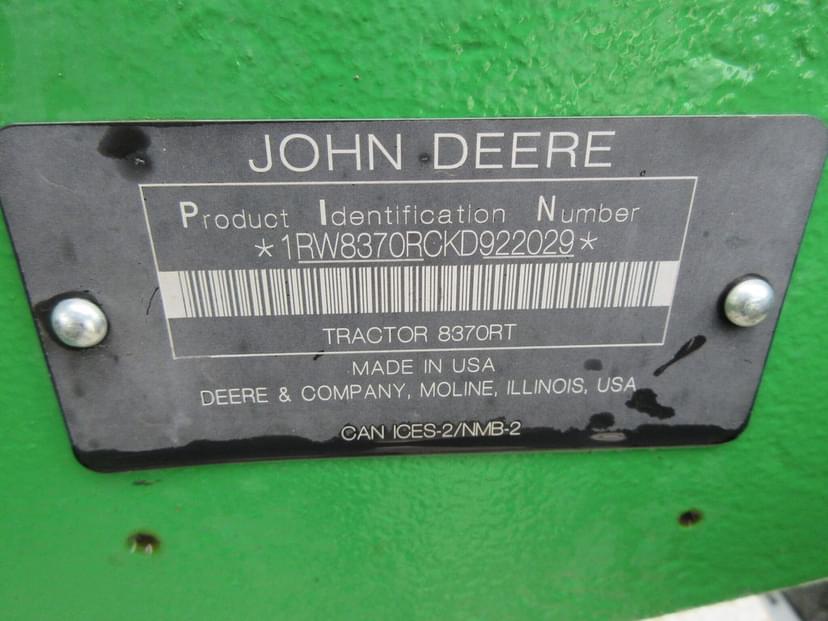 JOHN DEERE
Product Identification Number
*1RW8370RCKD922029*
TRACTOR 8370RT
MADE IN USA
DEERE & COMPANY, MOLINE, ILLINOIS, USA
CAN ICES-2/NMB-2